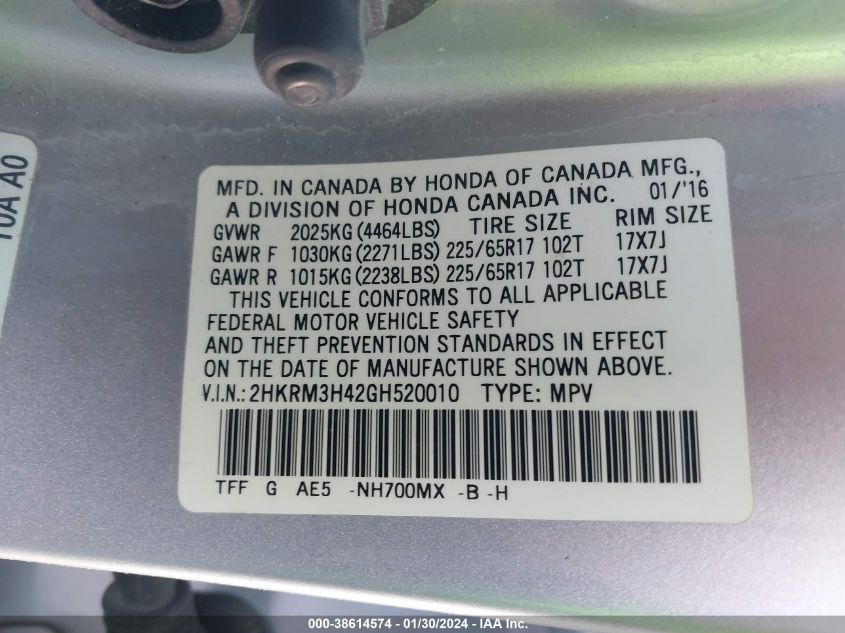 10A A0
MFD. IN CANADA BY HONDA OF CANADA MFG.,
A DIVISION OF HONDA CANADA INC. 01/'16
GVWR 2025KG (4464LBS) TIRE SIZE RIM SIZE
GAWR F 1030KG (2271LBS) 225/65R17 102T 17X7J
GAWR R 1015KG (2238LBS) 225/65R17 102T 17X7J
THIS VEHICLE CONFORMS TO ALL APPLICABLE
FEDERAL MOTOR VEHICLE SAFETY
AND THEFT PREVENTION STANDARDS IN EFFECT
ON THE DATE OF MANUFACTURE SHOWN ABOVE.
V.I.N.: 2HKRM3H42GH520010 TYPE: MPV
TFF G AE5 -NH700MX -B -H
000-38614574 - 01/30/2024 - IAA Inc.